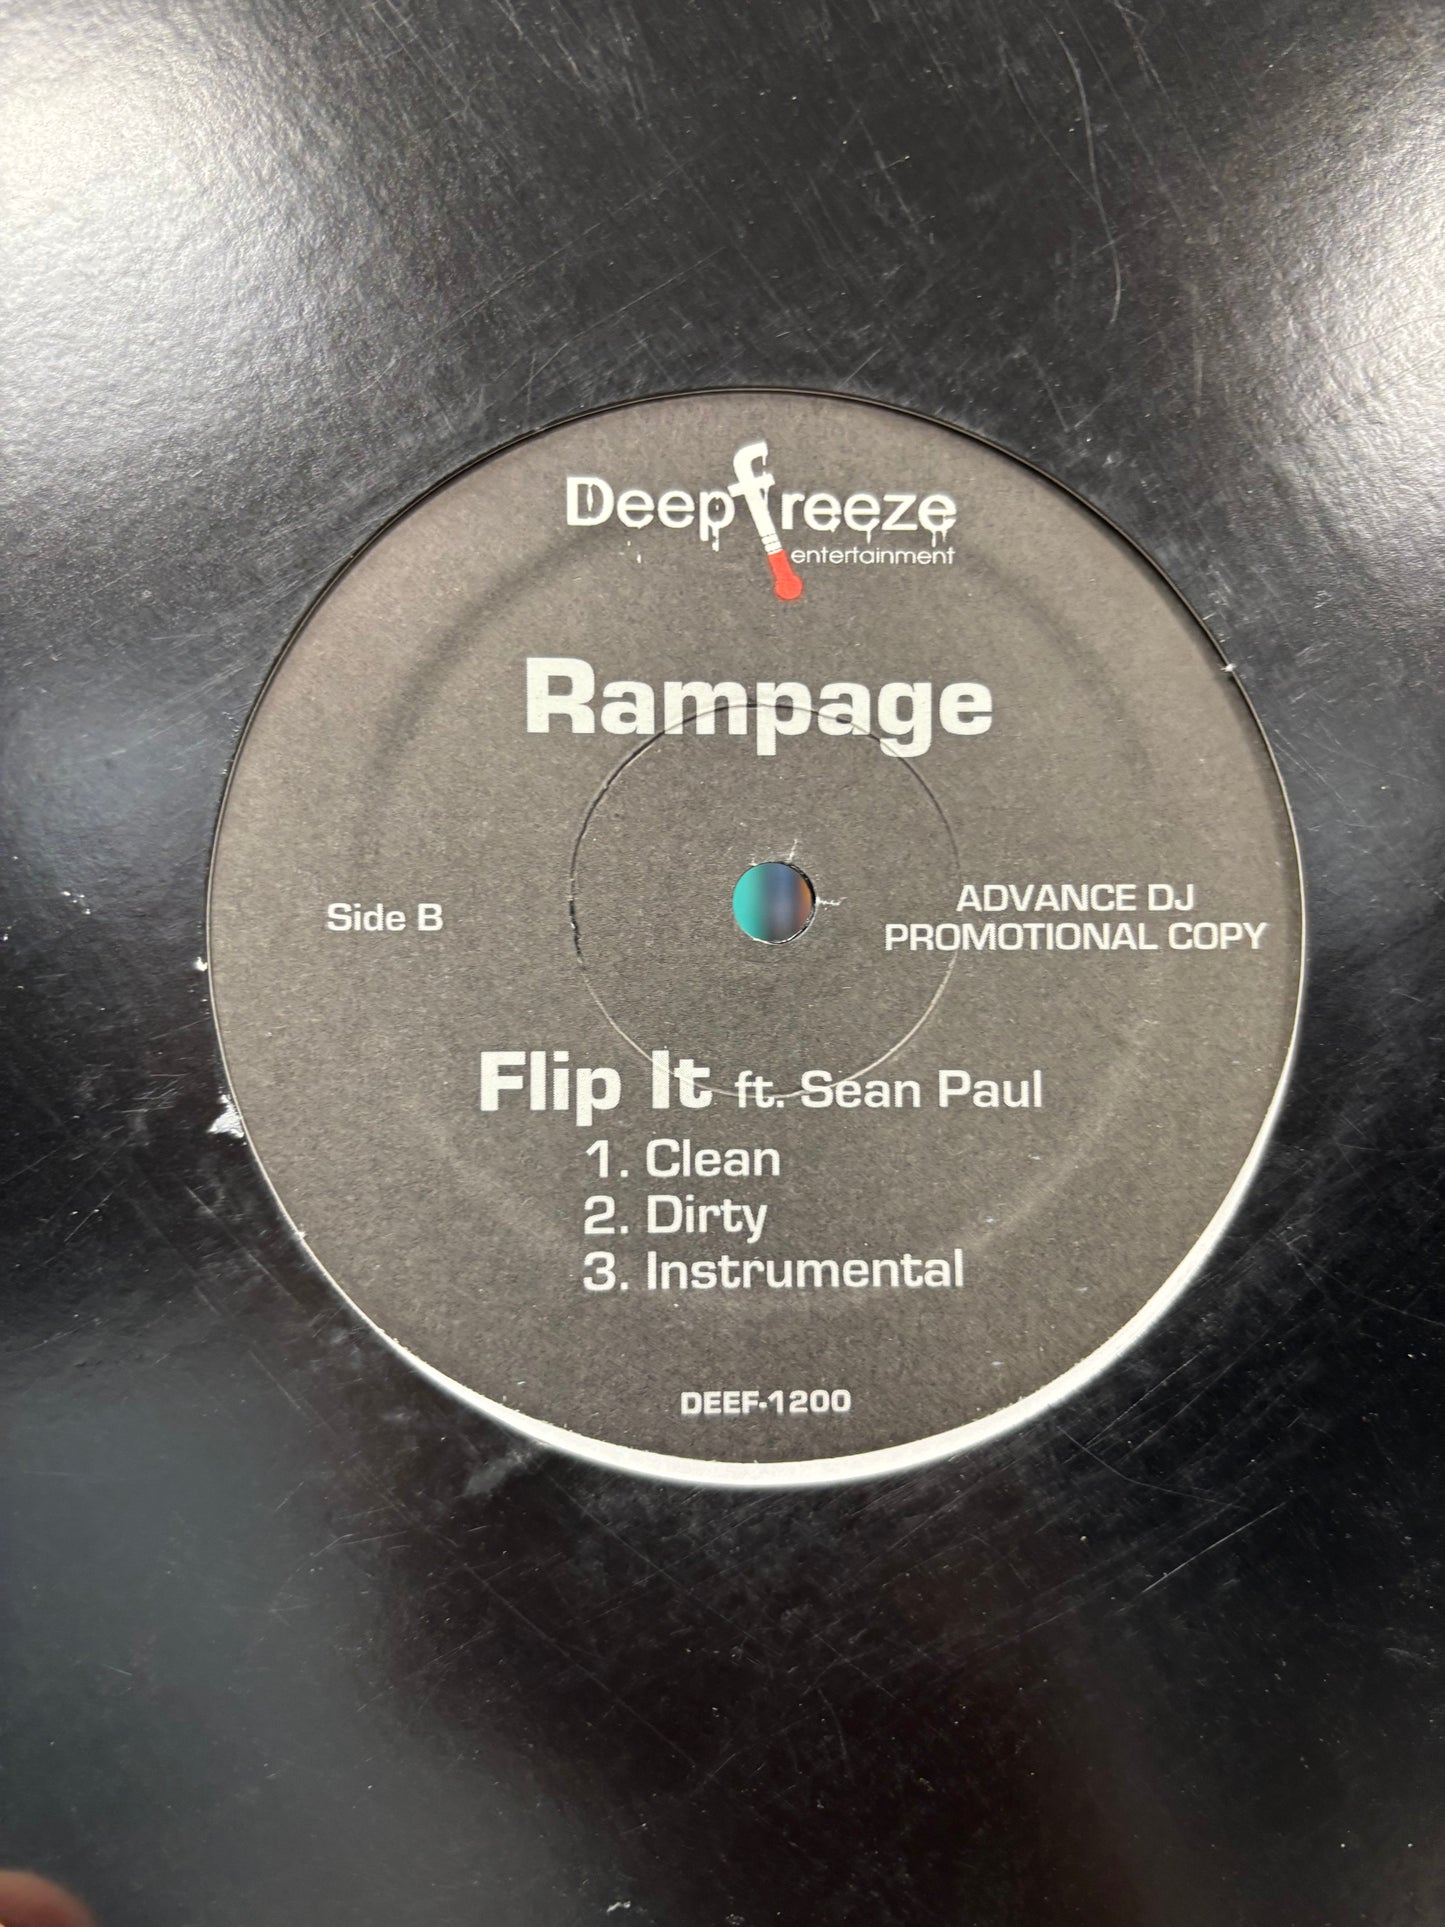 Deepfreeze
entertainment
Rampage
Side B
ADVANCE DJ
PROMOTIONAL COPY
Flip It ft. Sean Paul
1. Clean
2. Dirty
3. Instrumental
DEEF-1200